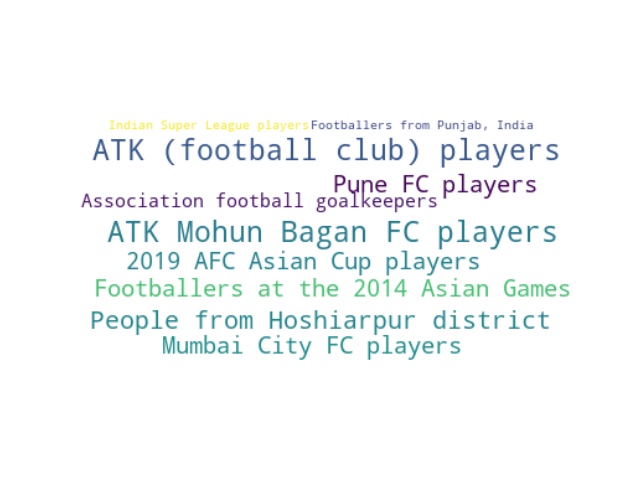 Indian Super League players
Footballers from Punjab, India
ATK (football club) players
Pune FC players
Association football goalkeepers
ATK Mohun Bagan FC players
2019 AFC Asian Cup players
Footballers at the 2014 Asian Games
People from Hoshiarpur district
Mumbai City FC players